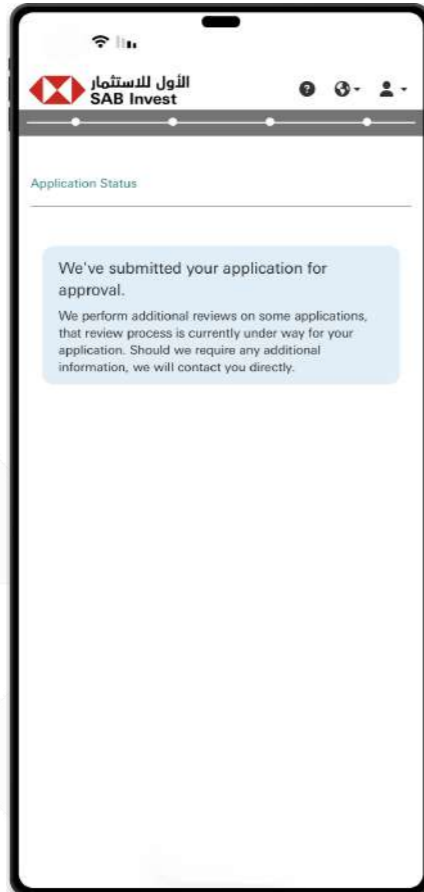 الأول للاستثمار
SAB Invest
Application Status
We've submitted your application for
approval.
We perform additional reviews on some applications,
that review process is currently under way for your
application. Should we require any additional
information, we will contact you directly.